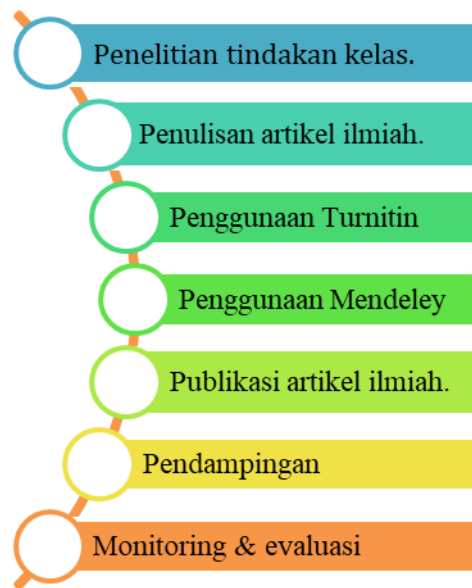 Penelitian tindakan kelas.
Penulisan artikel ilmiah.
Penggunaan Turnitin
Penggunaan Mendeley
Publikasi artikel ilmiah.
Pendampingan
Monitoring & evaluasi